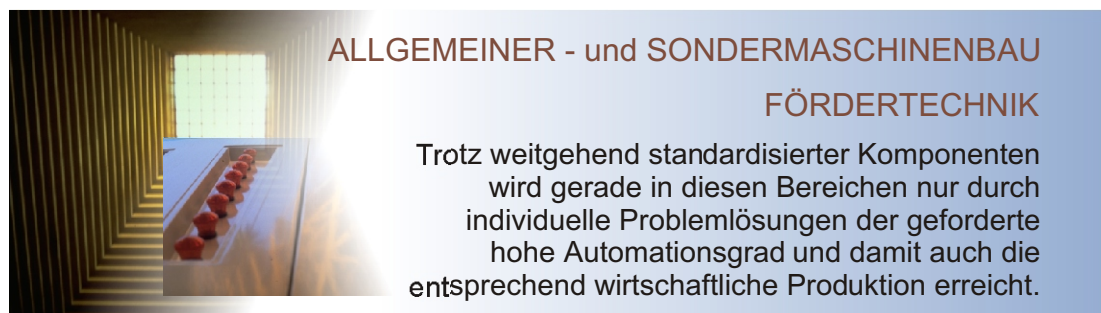 ALLGEMEINER - und SONDERMASCHINENBAU
FÖRDERTECHNIK
Trotz weitgehend standardisierter Komponenten
wird gerade in diesen Bereichen nur durch
individuelle Problemlösungen der geforderte
hohe Automationsgrad und damit auch die
entsprechend wirtschaftliche Produktion erreicht.